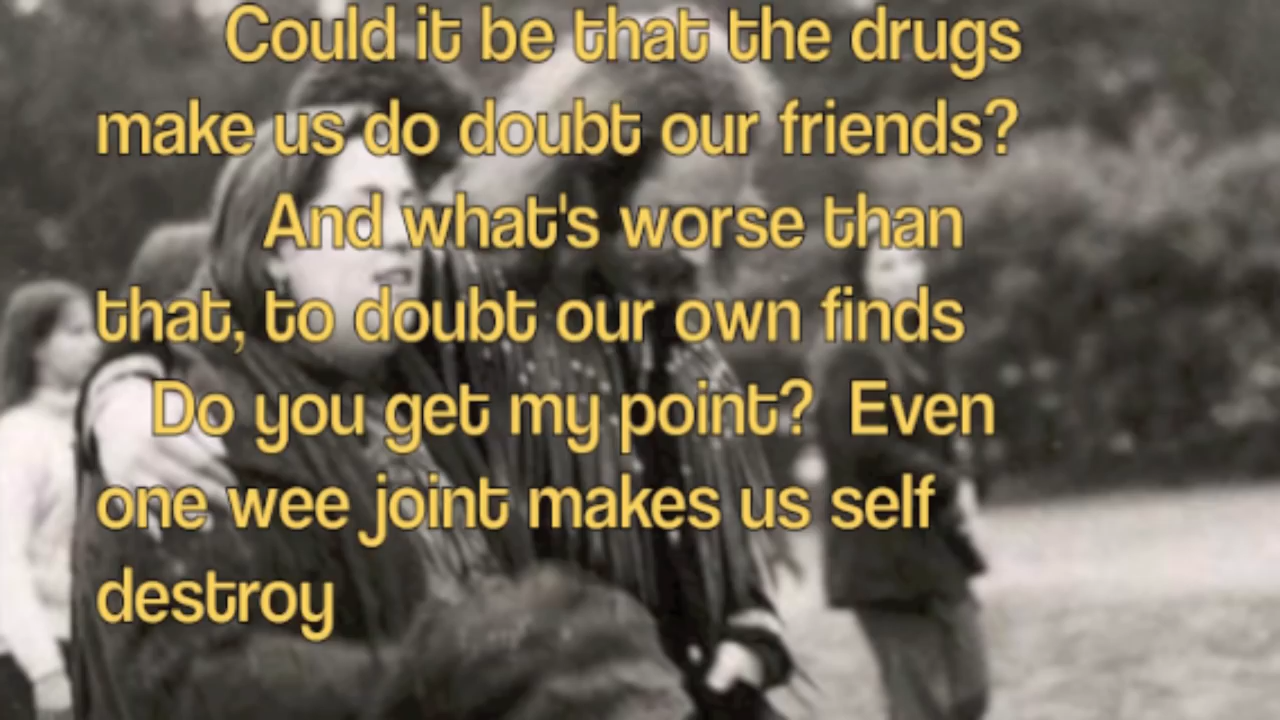 Could it be that the drugs
make us do doubt our friends?
And what's worse than
that, to doubt our own finds
Do you get my point?  Even
one wee joint makes us self
destroy